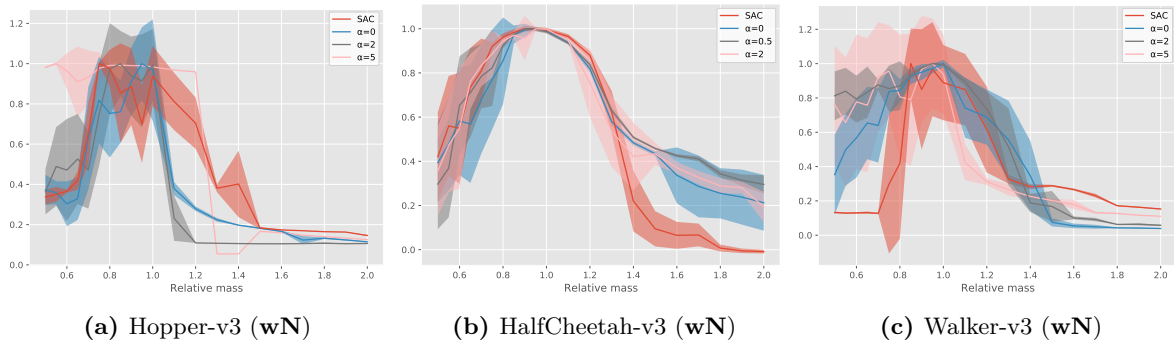 1.2
1.0
0.8
0.6
0.4
0.2
0.0
SAC
α=0
α=2
α=5
0.6 0.8 1.0 1.2 1.4 1.6 1.8 2.0
Relative mass
(a) Hopper-v3 (wN)
1.0
0.8
0.6
0.4
0.2
0.0
SAC
α=0
α=0.5
α=2
0.6 0.8 1.0 1.2 1.4 1.6 1.8 2.0
Relative mass
(b) HalfCheetah-v3 (wN)
1.2
1.0
0.8
0.6
0.4
0.2
0.0
SAC
α=0
α=2
α=5
0.6 0.8 1.0 1.2 1.4 1.6 1.8 2.0
Relative mass
(c) Walker-v3 (wN)